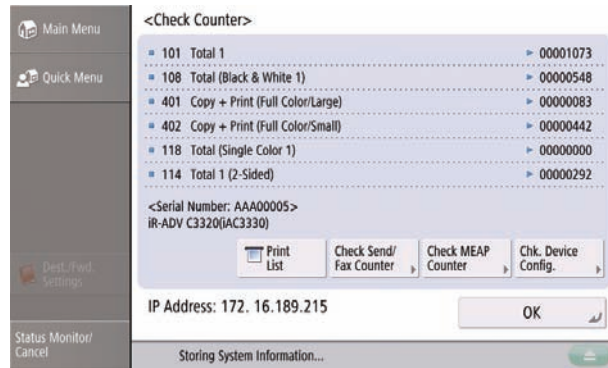 Main Menu
Quick Menu
Dest./Fwd.
Settings
Status Monitor/
Cancel
<Check Counter>
101 Total 1 00001073
108 Total (Black & White 1) 00000548
401 Copy + Print (Full Color/Large) 00000083
402 Copy + Print (Full Color/Small) 00000442
118 Total (Single Color 1) 00000000
114 Total 1 (2-Sided) 00000292
<Serial Number: AAA00005>
iR-ADV C3320(iAC3330)
Print
List
Check Send/
Fax Counter
Check MEAP
Counter
Chk. Device
Config.
IP Address: 172. 16.189.215
OK
Storing System Information...